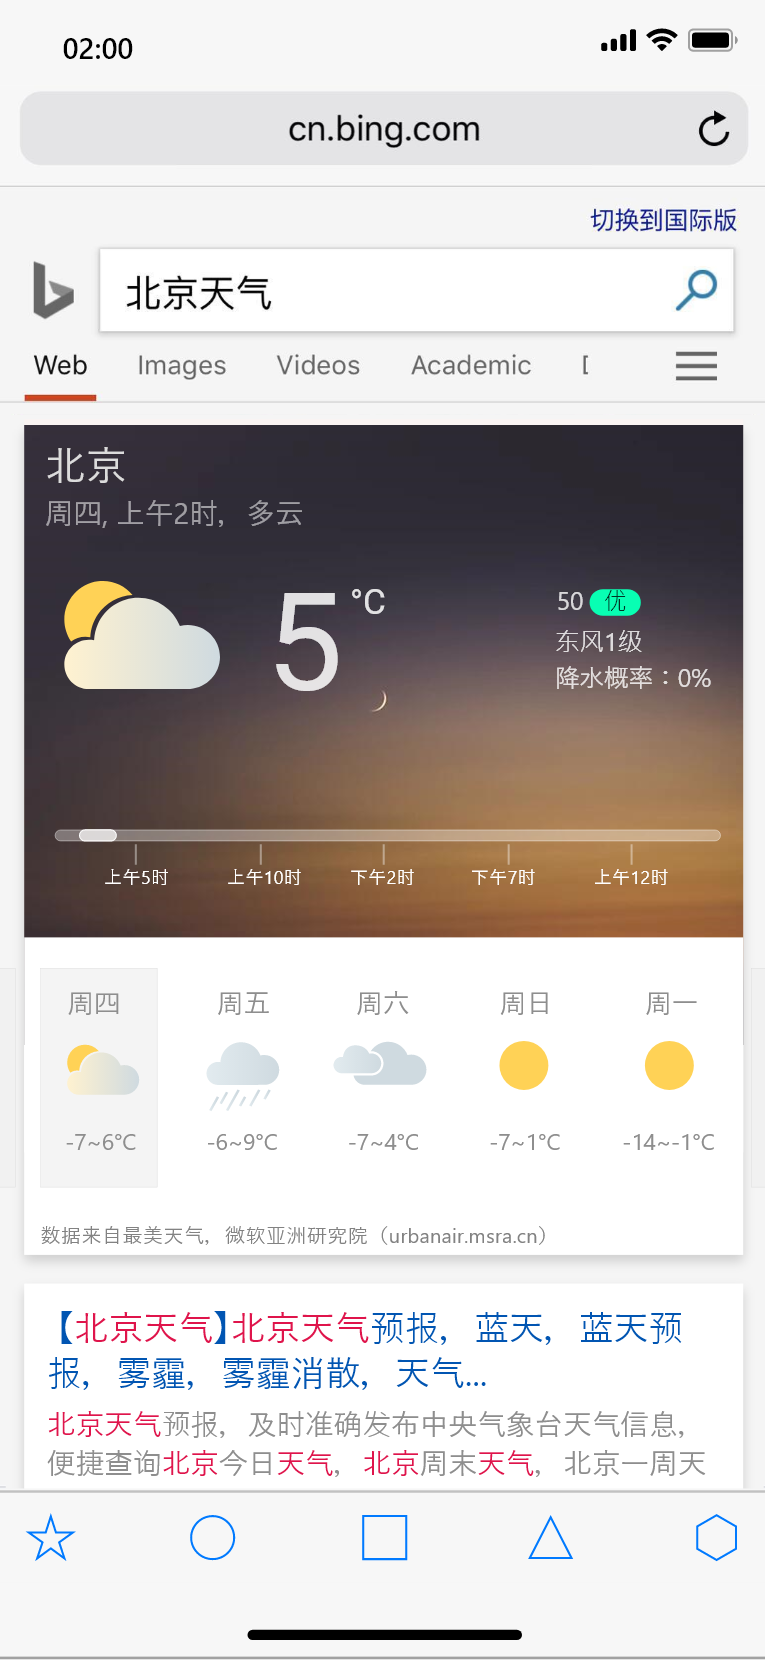 02:00
cn.bing.com
切换到国际版
北京天气
Web Images Videos Academic
北京
周四, 上午2时, 多云
5 °C
50 优
东风1级
降水概率：0%
上午5时 上午10时 下午2时 下午7时 上午12时
周四 周五 周六 周日 周一
-7~6°C -6~9°C -7~4°C -7~1°C -14~-1°C
数据来自最美天气, 微软亚洲研究院（urbanair.msra.cn）
【北京天气】北京天气预报, 蓝天, 蓝天预
报, 雾霾, 雾霾消散, 天气...
北京天气预报, 及时准确发布中央气象台天气信息,
便捷查询北京今日天气, 北京周末天气, 北京一周天